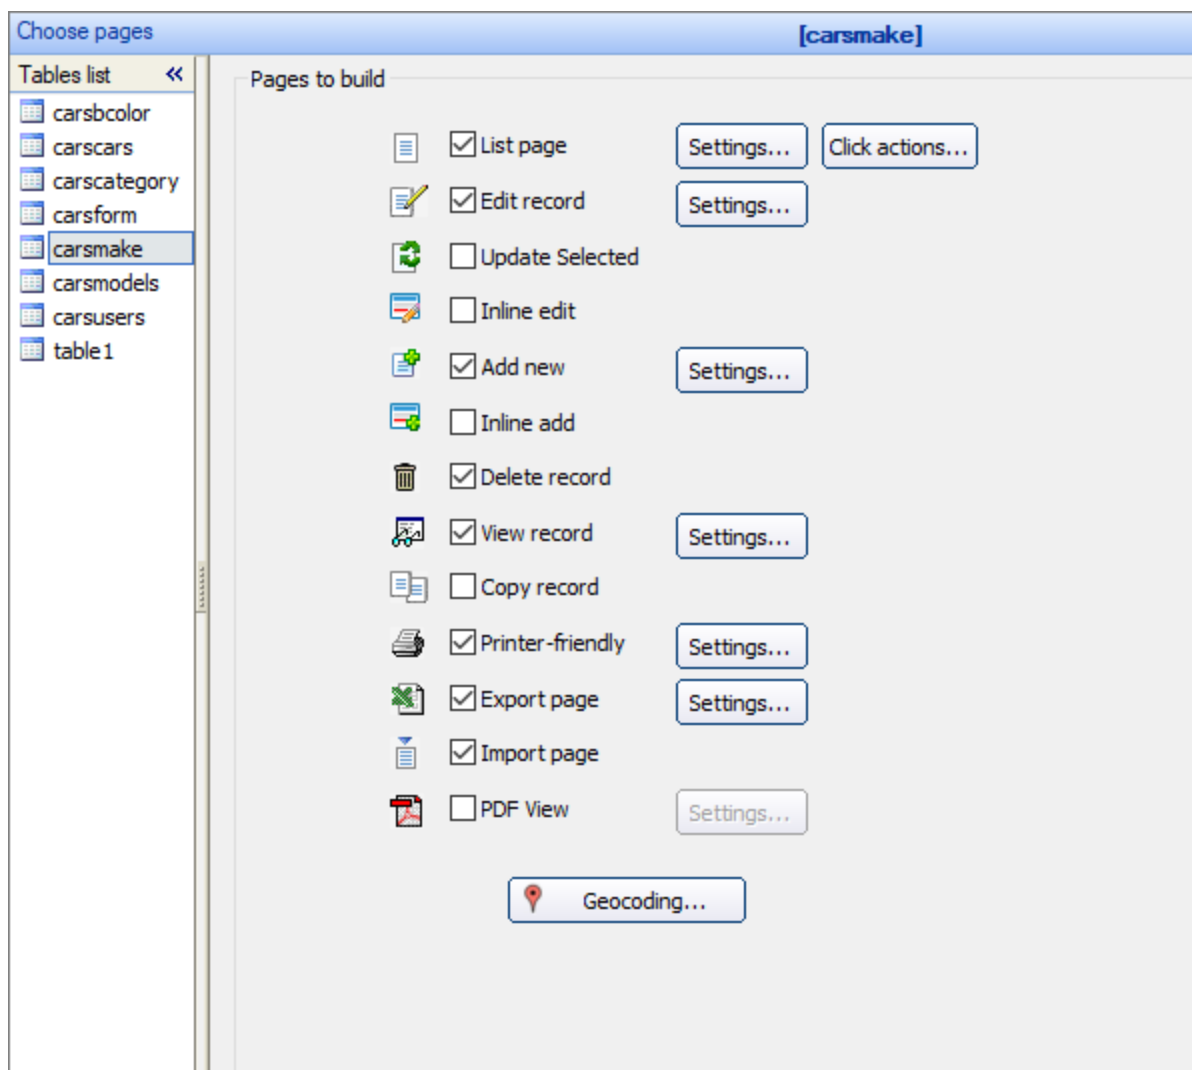 Choose pages [carsmake]
Tables list «
carsbcolor
carscars
carscategory
carsform
carsmake
carsmodels
carsusers
table1
Pages to build
List page Settings... Click actions...
Edit record Settings...
Update Selected
Inline edit
Add new Settings...
Inline add
Delete record
View record Settings...
Copy record
Printer-friendly Settings...
Export page Settings...
Import page
PDF View Settings...
Geocoding...